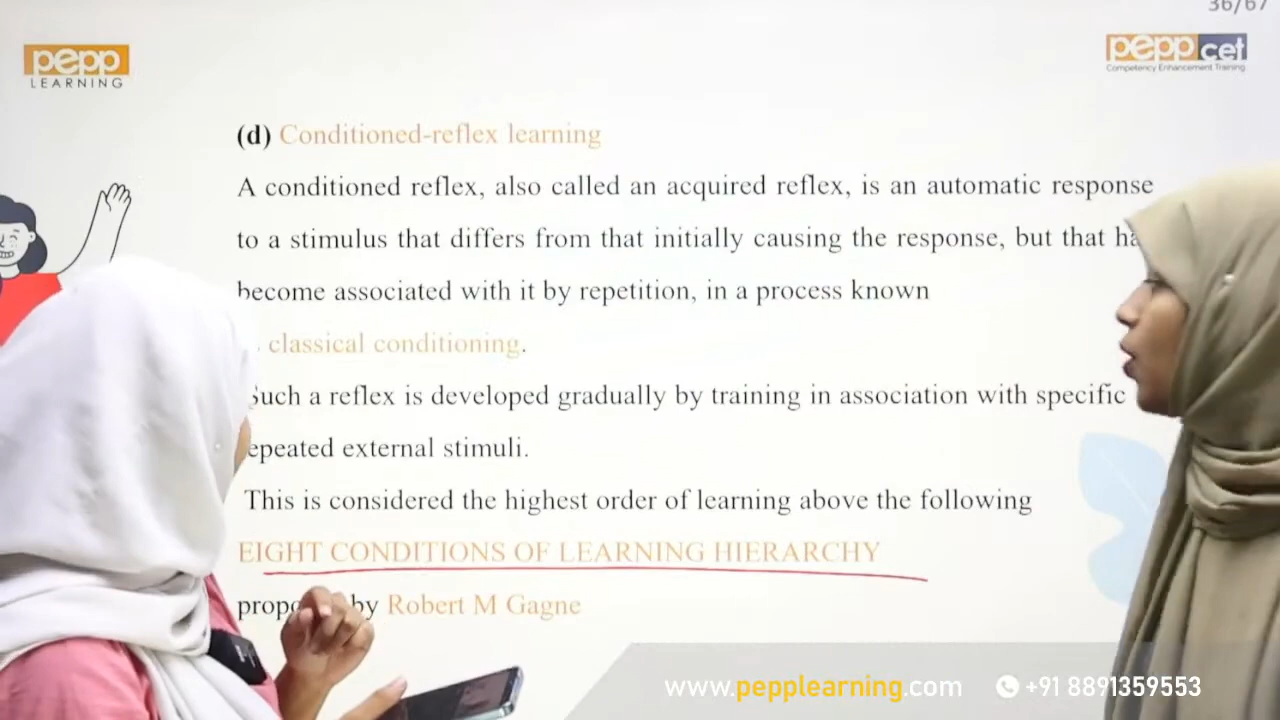 36/67
pepp
LEARNING
pepp cet
Competency Enhancement Training
(d) Conditioned-reflex learning
A conditioned reflex, also called an acquired reflex, is an automatic response
to a stimulus that differs from that initially causing the response, but that
become associated with it by repetition, in a process known
classical conditioning.
Such a reflex is developed gradually by training in association with specific
repeated external stimuli.
This is considered the highest order of learning above the following
EIGHT CONDITIONS OF LEARNING HIERARCHY
by Robert M Gagne
www.pepplearning.com +91 8891359553